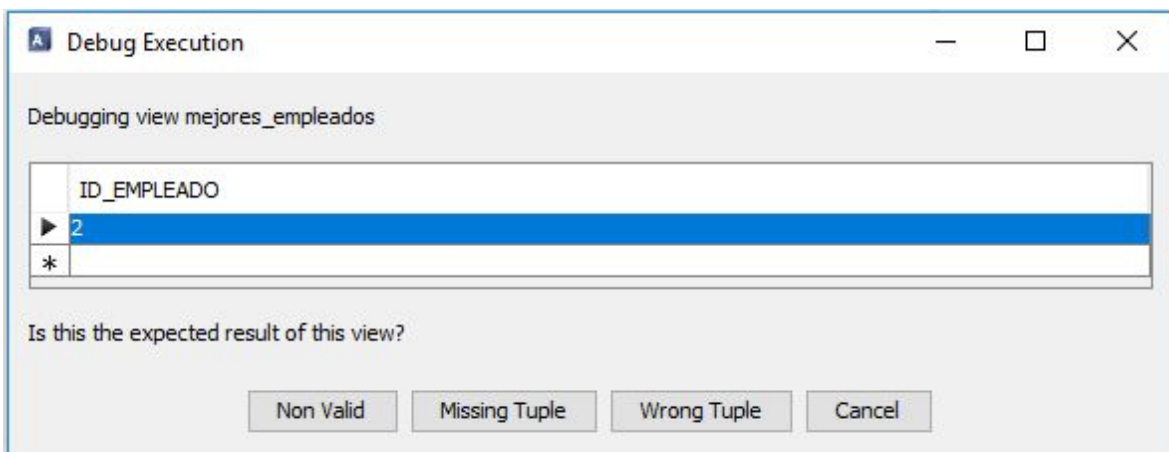 Debug Execution
Debugging view mejores_empleados
ID_EMPLEADO
2
*
Is this the expected result of this view?
Non Valid Missing Tuple Wrong Tuple Cancel